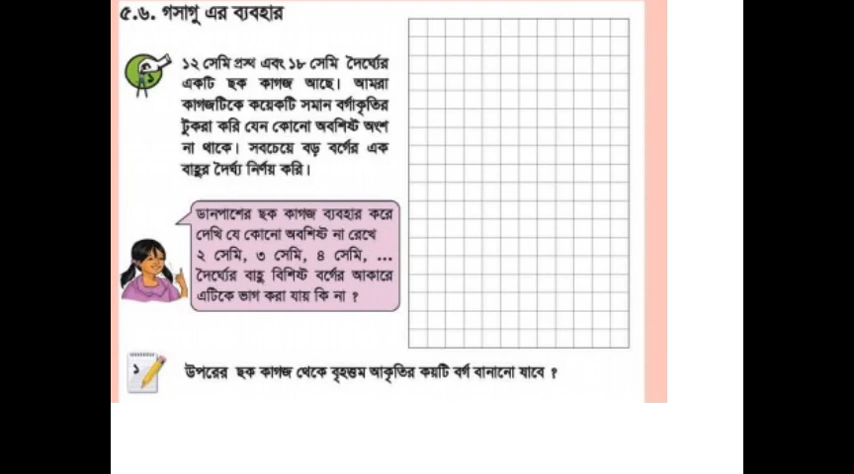 ৫.৬. গসাগু এর ব্যবহার
১
১২ সেমি প্রস্থ এবং ১৮ সেমি দৈর্ঘ্যের
একটি ছক কাগজ আছে। আমরা
কাগজটিকে কয়েকটি সমান বর্গাকৃতির
টুকরা করি যেন কোনো অবশিষ্ট অংশ
না থাকে। সবচেয়ে বড় বর্গের এক
বাহুর দৈর্ঘ্য নির্ণয় করি।
ডানপাশের ছক কাগজ ব্যবহার করে
দেখি যে কোনো অবশিষ্ট না রেখে
২ সেমি, ৩ সেমি, ৪ সেমি, ...
দৈর্ঘ্যের বাহু বিশিষ্ট বর্গের আকারে
এটিকে ভাগ করা যায় কি না ?
১
উপরের ছক কাগজ থেকে বৃহত্তম আকৃতির কয়টি বর্গ বানানো যাবে ?